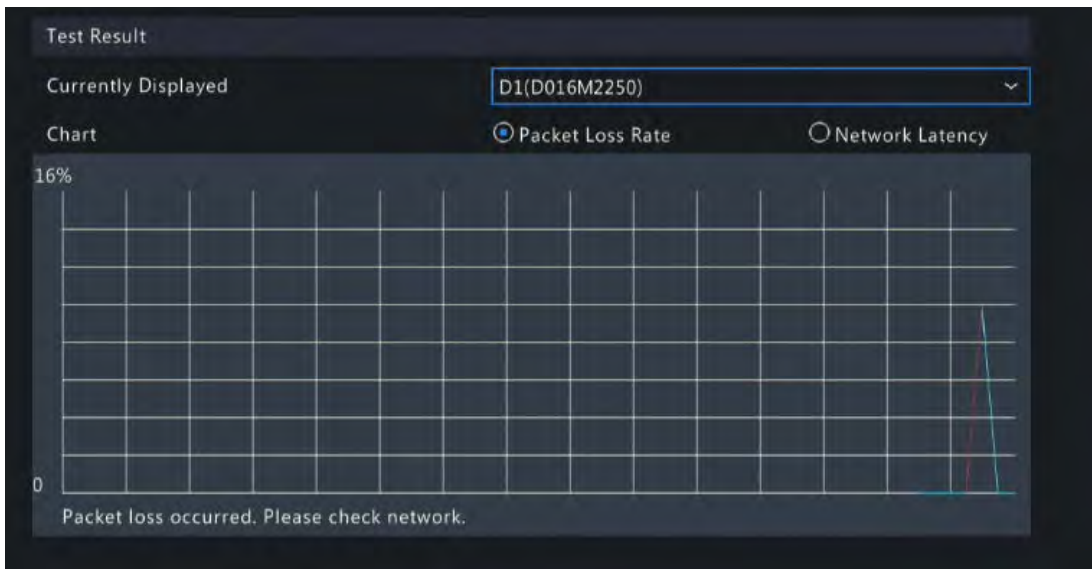 Test Result
Currently Displayed D1(D016M2250)
Chart Packet Loss Rate Network Latency
16%
0
Packet loss occurred. Please check network.